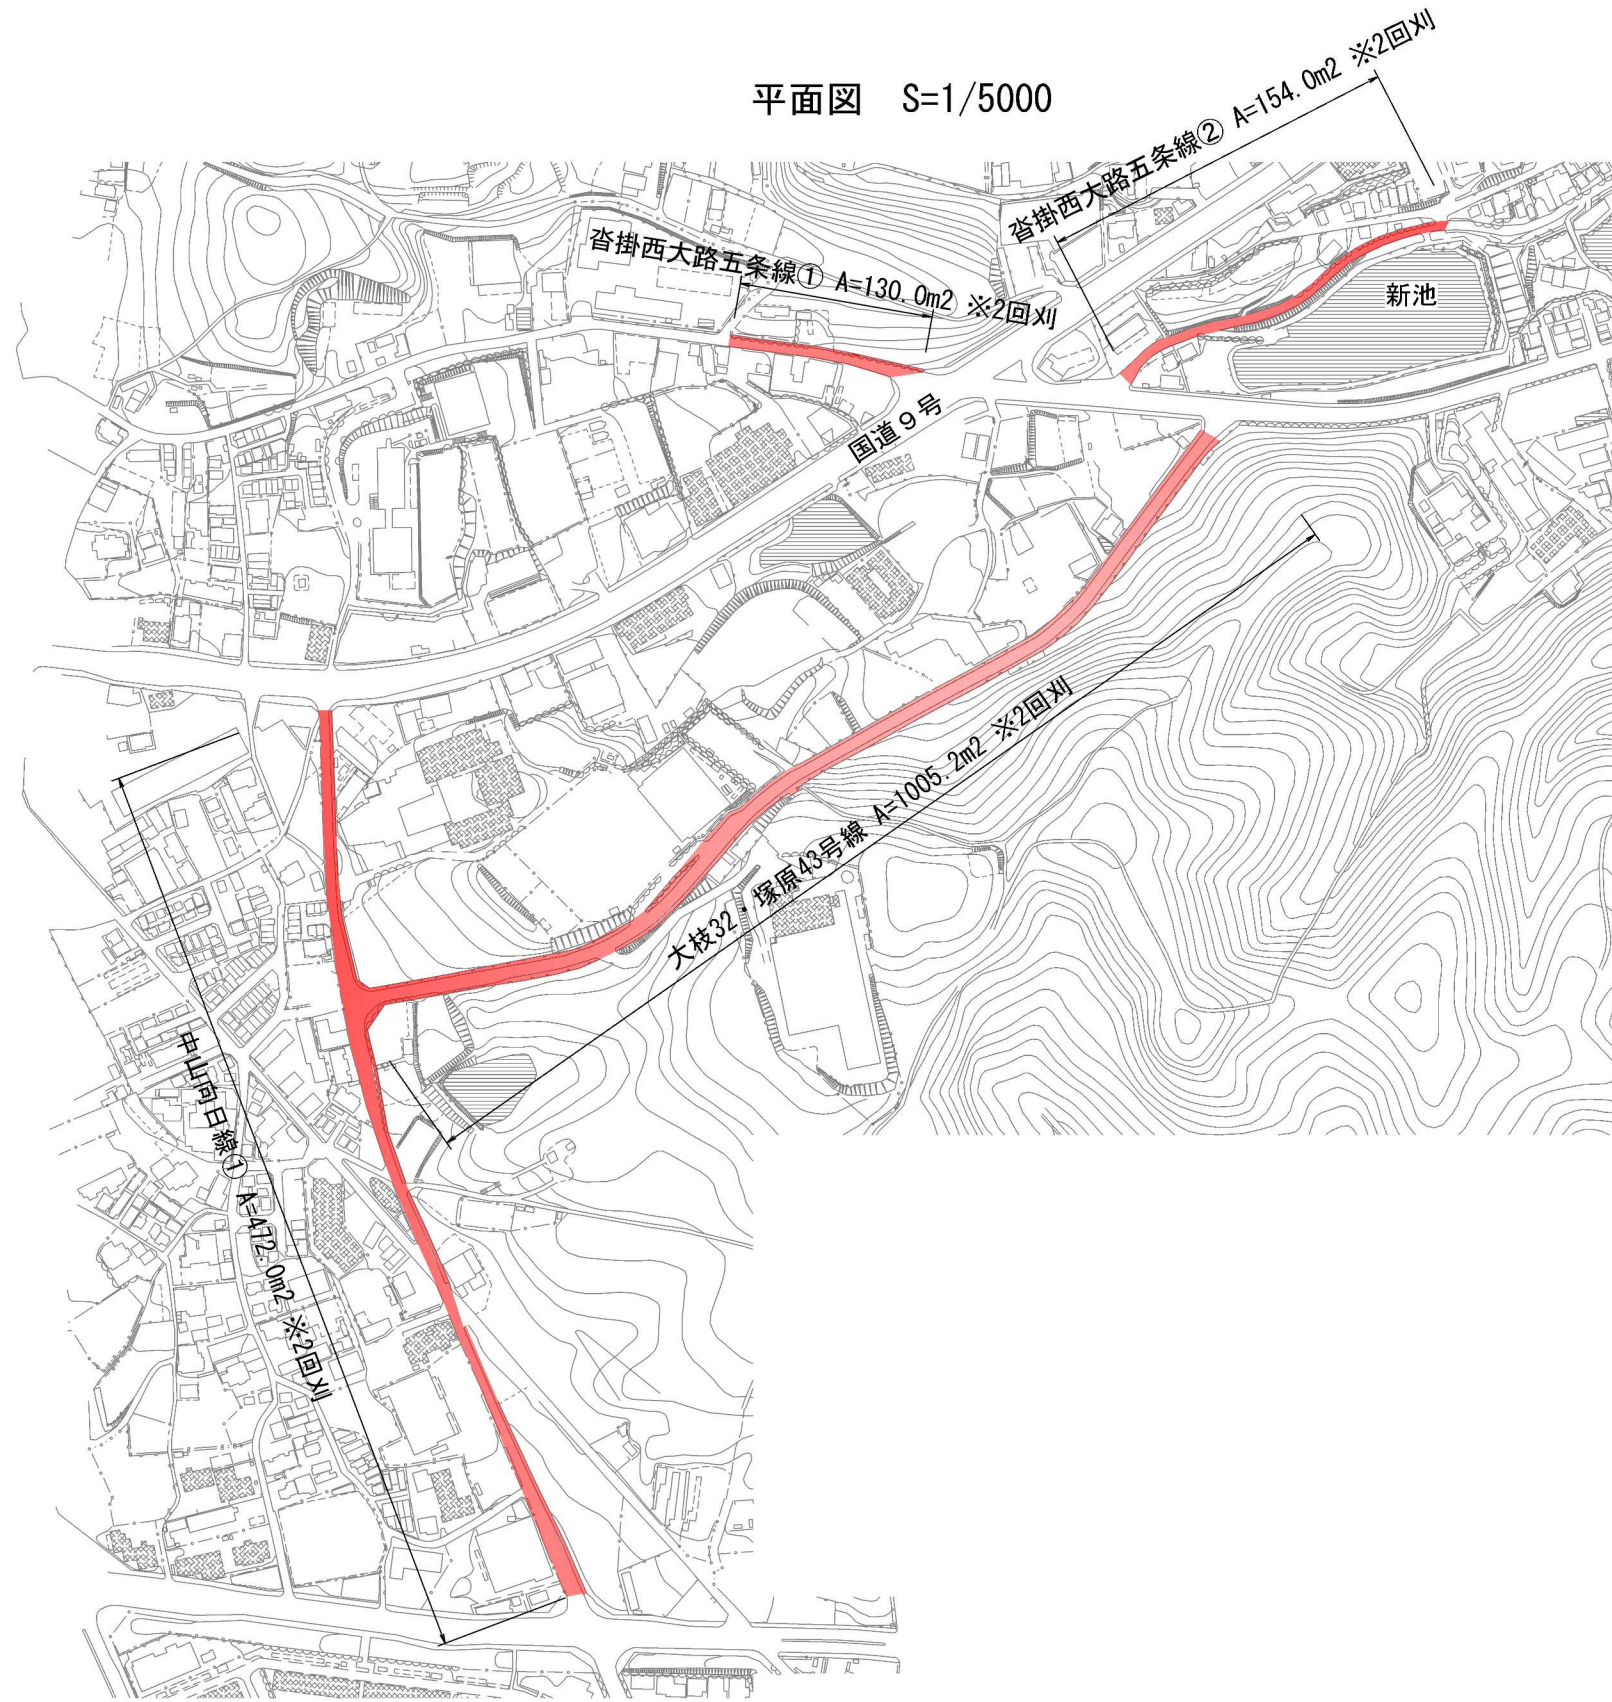 平面図 S=1/5000
沓掛西大路五条線② A=154.0m2 ※2回刈
沓掛西大路五条線① A=130.0m2 ※2回刈
新池
国道９号
大枝32・塚原43号線 A=1005.2m2 ※2回刈
中山向日線① A=472.0m2 ※2回刈